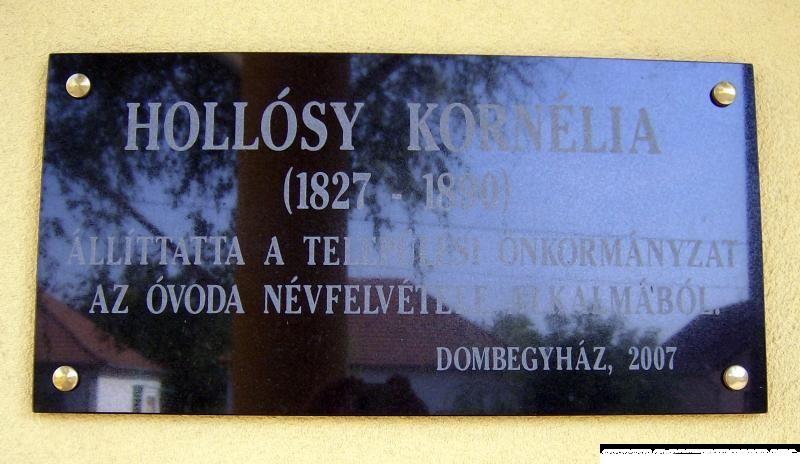 HOLLÓSY KORNÉLIA
(1827 - 1890)
ÁLLÍTTATTA A TELEPÜLÉSI ÖNKORMÁNYZAT
AZ ÓVODA NÉVFELVÉTELE ALKALMÁBÓL.
DOMBEGYHÁZ, 2007